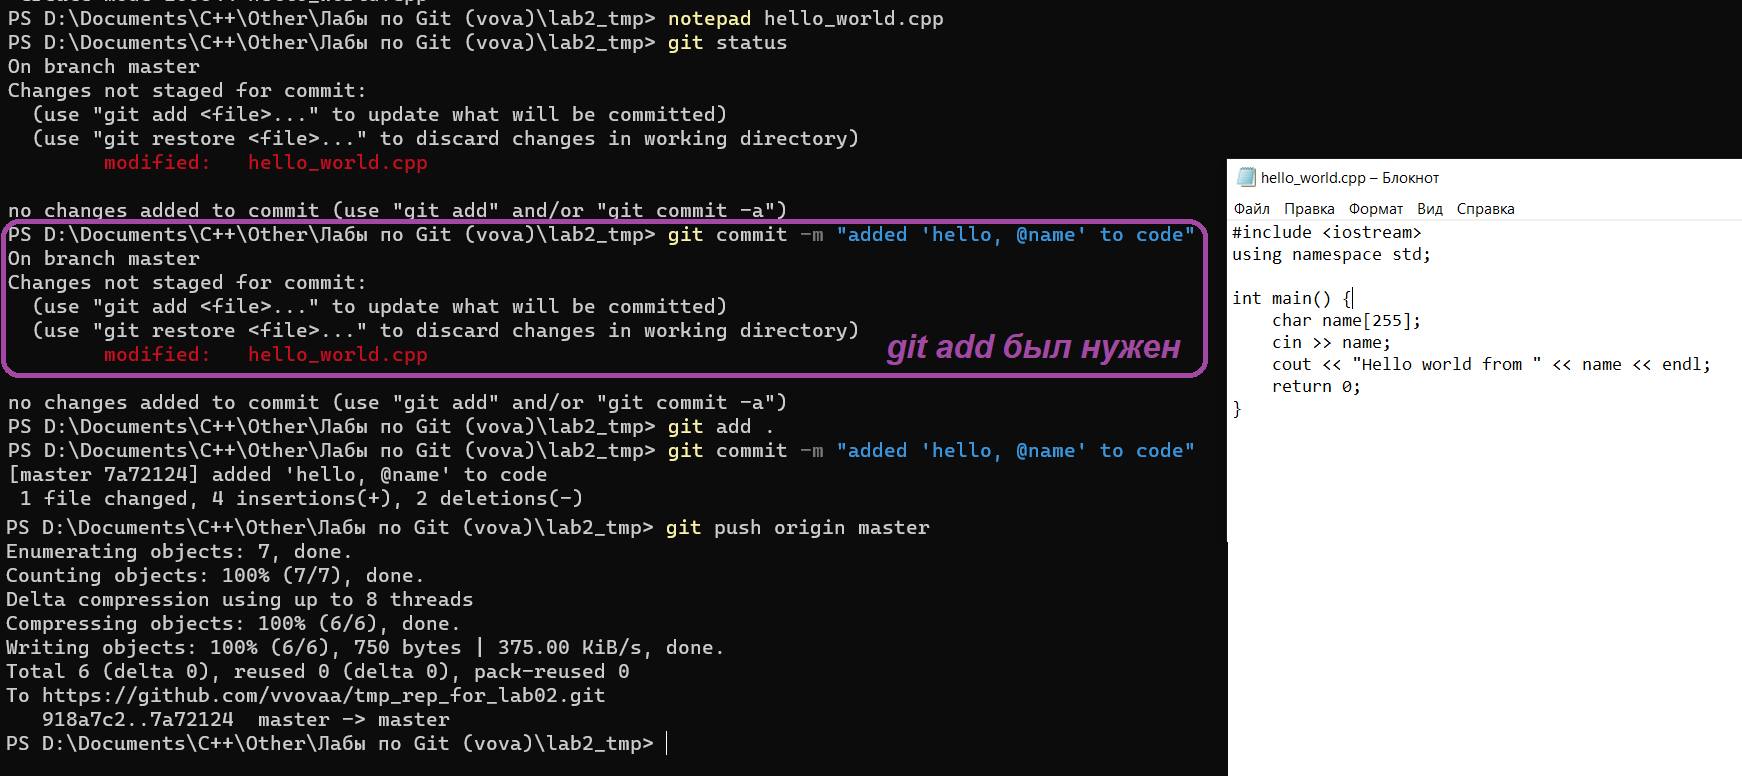 PS D:\Documents\C++\Other\Лабы по Git (vova)\lab2_tmp> notepad hello_world.cpp
PS D:\Documents\C++\Other\Лабы по Git (vova)\lab2_tmp> git status
On branch master
Changes not staged for commit:
  (use "git add <file>..." to update what will be committed)
  (use "git restore <file>..." to discard changes in working directory)
        modified:   hello_world.cpp
no changes added to commit (use "git add" and/or "git commit -a")
PS D:\Documents\C++\Other\Лабы по Git (vova)\lab2_tmp> git commit -m "added 'hello, @name' to code"
On branch master
Changes not staged for commit:
  (use "git add <file>..." to update what will be committed)
  (use "git restore <file>..." to discard changes in working directory)
        modified:   hello_world.cpp
git add был нужен
no changes added to commit (use "git add" and/or "git commit -a")
PS D:\Documents\C++\Other\Лабы по Git (vova)\lab2_tmp> git add .
PS D:\Documents\C++\Other\Лабы по Git (vova)\lab2_tmp> git commit -m "added 'hello, @name' to code"
[master 7a72124] added 'hello, @name' to code
 1 file changed, 4 insertions(+), 2 deletions(-)
PS D:\Documents\C++\Other\Лабы по Git (vova)\lab2_tmp> git push origin master
Enumerating objects: 7, done.
Counting objects: 100% (7/7), done.
Delta compression using up to 8 threads
Compressing objects: 100% (6/6), done.
Writing objects: 100% (6/6), 750 bytes | 375.00 KiB/s, done.
Total 6 (delta 0), reused 0 (delta 0), pack-reused 0
To https://github.com/vvovaa/tmp_rep_for_lab02.git
   918a7c2..7a72124  master -> master
PS D:\Documents\C++\Other\Лабы по Git (vova)\lab2_tmp>
hello_world.cpp – Блокнот
Файл Правка Формат Вид Справка
#include <iostream>
using namespace std;
int main() {
    char name[255];
    cin >> name;
    cout << "Hello world from " << name << endl;
    return 0;
}